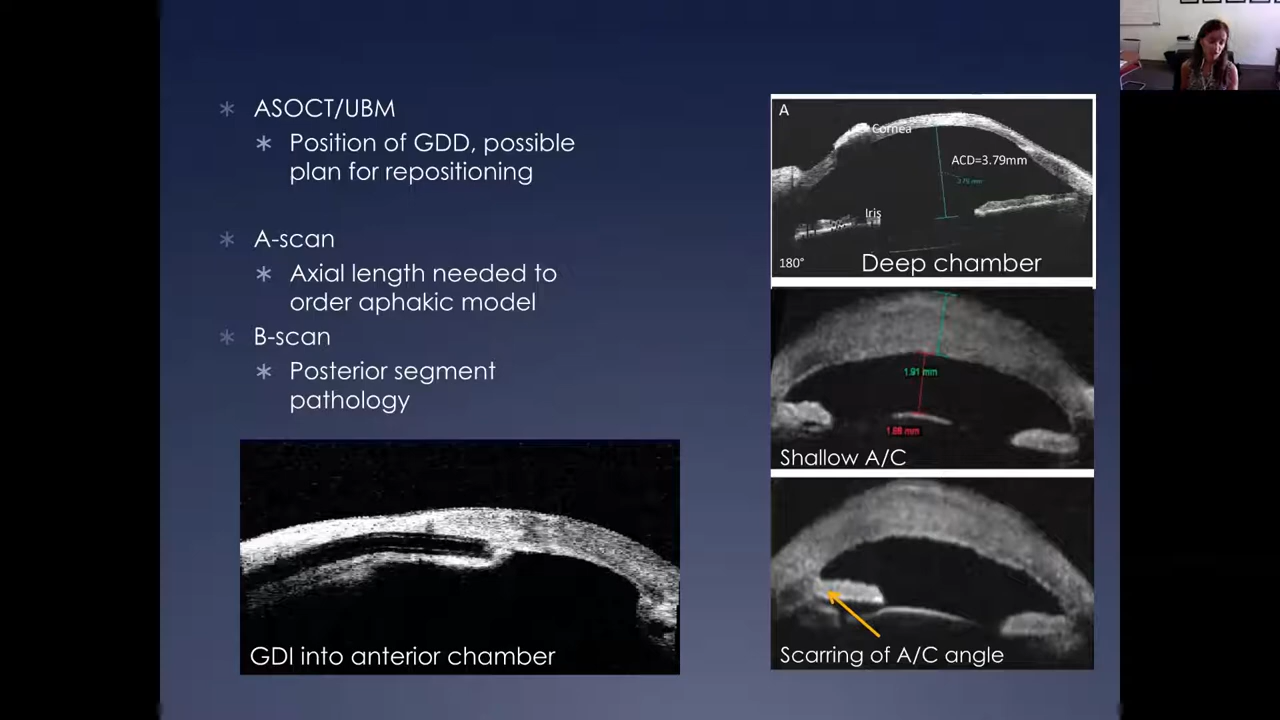 ASOCT/UBM
Position of GDD, possible
plan for repositioning
A-scan
Axial length needed to
order aphakic model
B-scan
Posterior segment
pathology
GDI into anterior chamber
A
Cornea
ACD=3.79mm
Iris
180°
Deep chamber
1.91 mm
Shallow A/C
Scarring of A/C angle